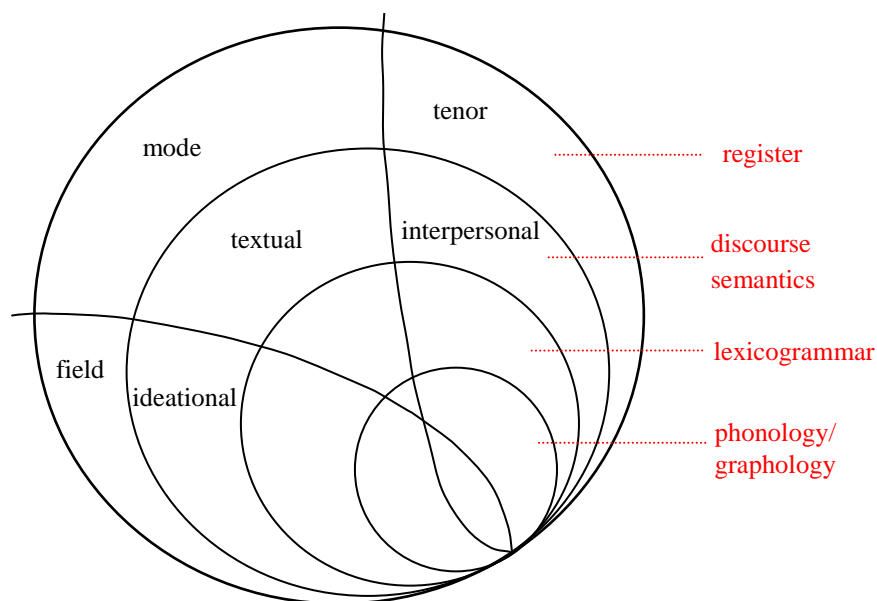 tenor
mode
register
interpersonal
textual
discourse
semantics
lexicogrammar
field
ideational
phonology/
graphology